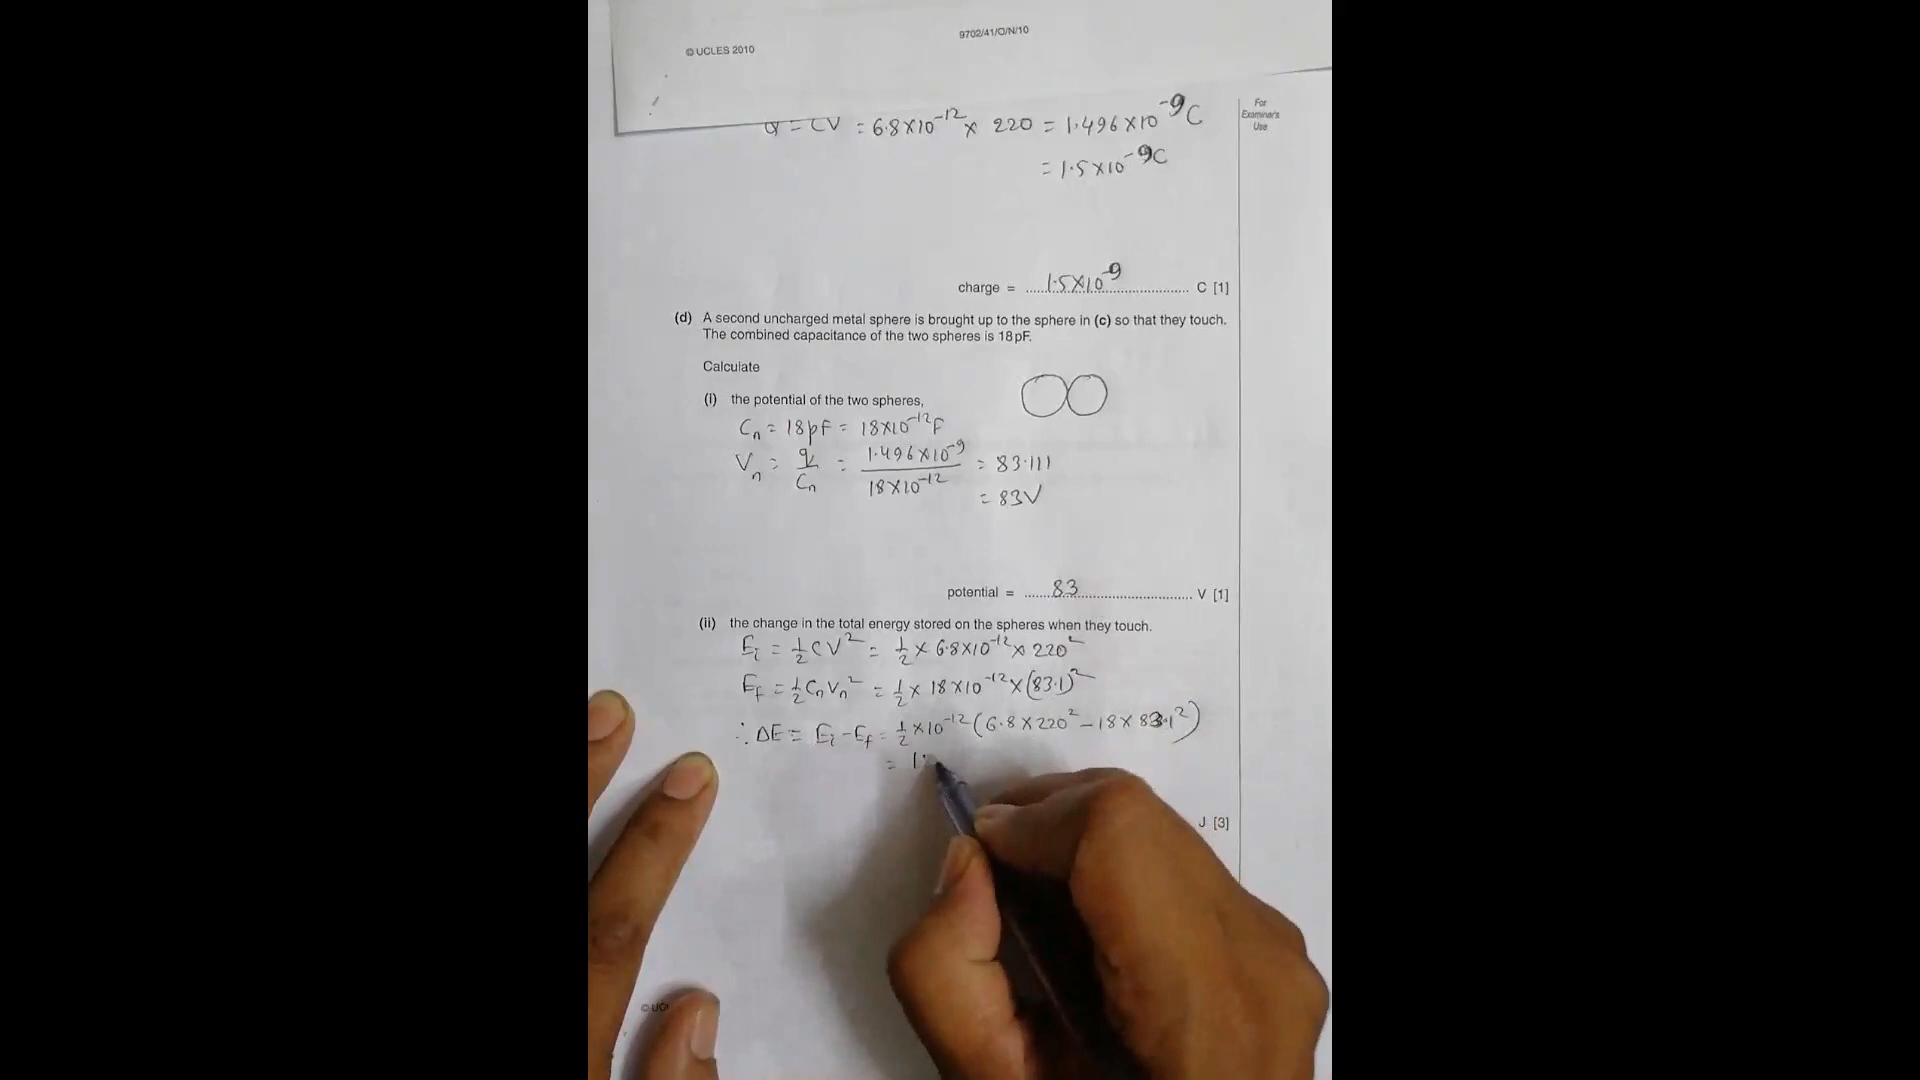 9702/41/O/N/10
© UCLES 2010
For
Examiner's
Use
Q = CV = 6.8×10⁻¹² × 220 = 1.496×10⁻⁹ C
= 1.5×10⁻⁹C
charge = 1.5×10⁻⁹ C [1]
(d) A second uncharged metal sphere is brought up to the sphere in (c) so that they touch.
The combined capacitance of the two spheres is 18pF.
Calculate
(i) the potential of the two spheres,
Cₙ = 18pF = 18×10⁻¹²F
Vₙ = q/Cₙ = 1.496×10⁻⁹/18×10⁻¹² = 83.111
= 83V
potential = 83 V [1]
(ii) the change in the total energy stored on the spheres when they touch.
Eᵢ = ½CV² = ½ × 6.8×10⁻¹² × 220²
E_f = ½CₙVₙ² = ½ × 18×10⁻¹² × (83.1)²
∴ ΔE = Eᵢ - E_f = ½ × 10⁻¹² (6.8×220² - 18×83.1²)
= 1.
J [3]